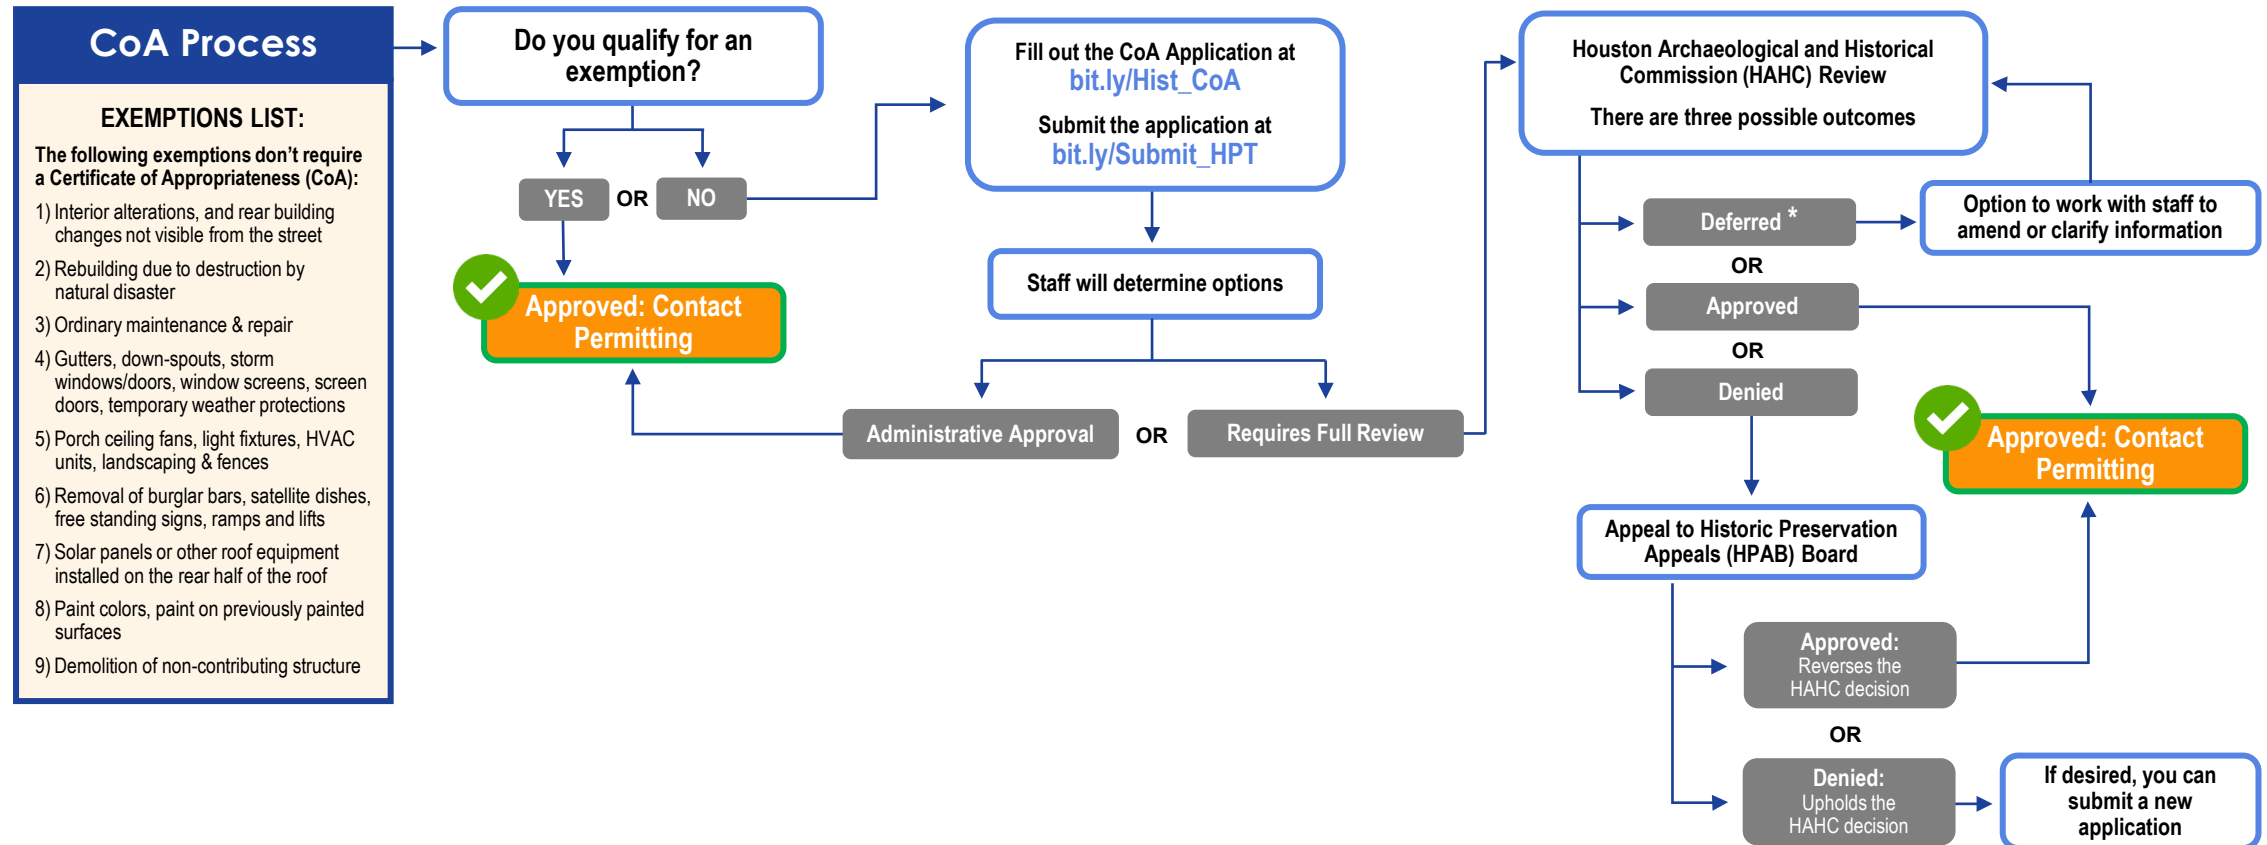 CoA Process
EXEMPTIONS LIST:
The following exemptions don't require
a Certificate of Appropriateness (CoA):
1) Interior alterations, and rear building
changes not visible from the street
2) Rebuilding due to destruction by
natural disaster
3) Ordinary maintenance & repair
4) Gutters, down-spouts, storm
windows/doors, window screens, screen
doors, temporary weather protections
5) Porch ceiling fans, light fixtures, HVAC
units, landscaping & fences
6) Removal of burglar bars, satellite dishes,
free standing signs, ramps and lifts
7) Solar panels or other roof equipment
installed on the rear half of the roof
8) Paint colors, paint on previously painted
surfaces
9) Demolition of non-contributing structure
Do you qualify for an
exemption?
YES
OR
NO
Approved: Contact
Permitting
Fill out the CoA Application at
bit.ly/Hist_CoA
Submit the application at
bit.ly/Submit_HPT
Staff will determine options
Administrative Approval
OR
Requires Full Review
Houston Archaeological and Historical
Commission (HAHC) Review
There are three possible outcomes
Deferred *
Option to work with staff to
amend or clarify information
OR
Approved
OR
Denied
Approved: Contact
Permitting
Appeal to Historic Preservation
Appeals (HPAB) Board
Approved:
Reverses the
HAHC decision
OR
Denied:
Upholds the
HAHC decision
If desired, you can
submit a new
application